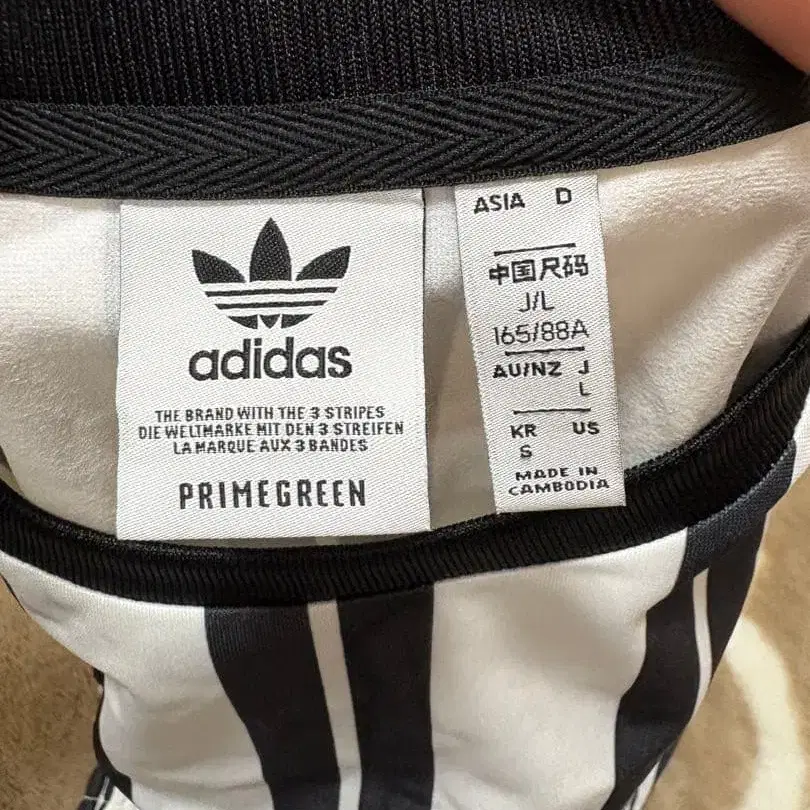 adidas
THE BRAND WITH THE 3 STRIPES
DIE WELTMARKE MIT DEN 3 STREIFEN
LA MARQUE AUX 3 BANDES
PRIMEGREEN
ASIA D
中国尺码
J/L
165/88A
AU/NZ J
L
KR US
S
MADE IN
CAMBODIA